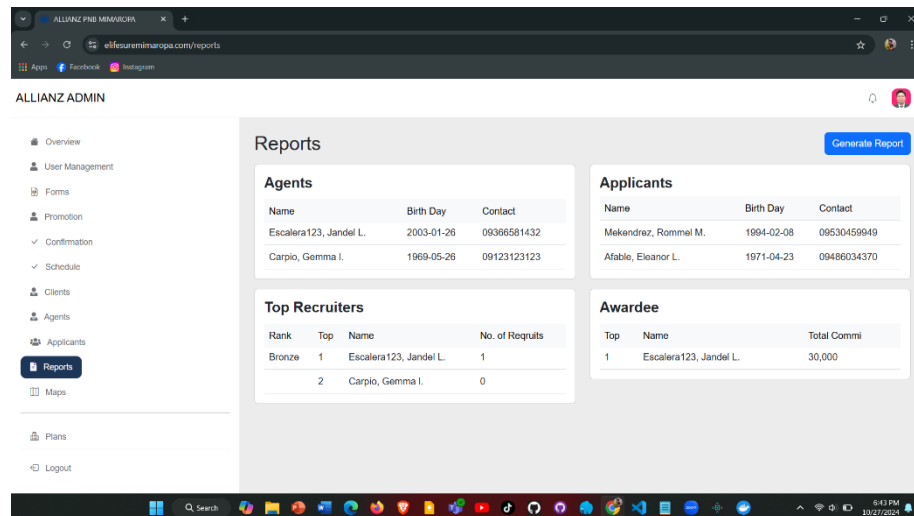 ALLIANZ PNB MIMAROPA
elifesuremimaropa.com/reports
Apps Facebook Instagram
ALLIANZ ADMIN
Overview
User Management
Forms
Promotion
Confirmation
Schedule
Clients
Agents
Applicants
Reports
Maps
Plans
Logout
Reports
Generate Report
Agents
Name Birth Day Contact
Escalera123, Jandel L. 2003-01-26 09366581432
Carpio, Gemma I. 1969-05-26 09123123123
Applicants
Name Birth Day Contact
Mekendrez, Rommel M. 1994-02-08 09530459949
Afable, Eleanor L. 1971-04-23 09486034370
Top Recruiters
Rank Top Name No. of Reqruits
Bronze 1 Escalera123, Jandel L. 1
2 Carpio, Gemma I. 0
Awardee
Top Name Total Commi
1 Escalera123, Jandel L. 30,000
Search
6:43 PM
10/27/2024